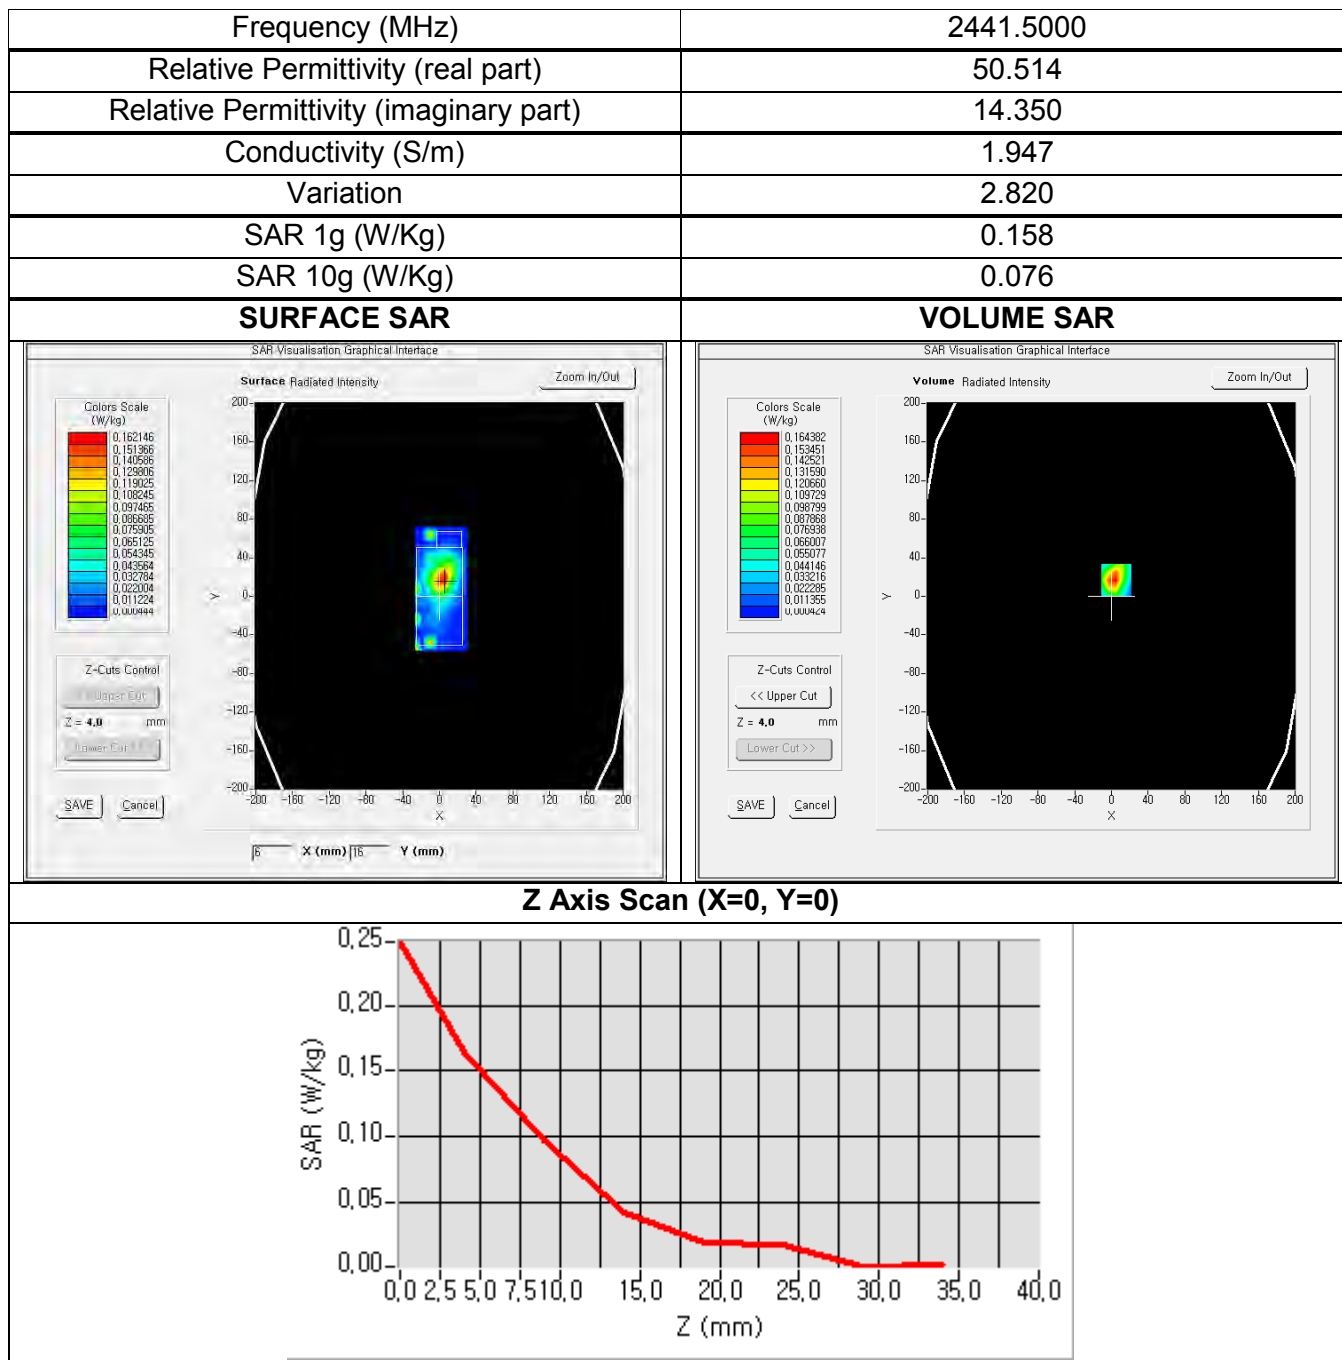 Frequency (MHz) 2441.5000
Relative Permittivity (real part) 50.514
Relative Permittivity (imaginary part) 14.350
Conductivity (S/m) 1.947
Variation 2.820
SAR 1g (W/Kg) 0.158
SAR 10g (W/Kg) 0.076
SURFACE SAR VOLUME SAR
SAR Visualisation Graphical Interface
Surface Radiated Intensity
Zoom In/Out
Colors Scale
(W/kg)
0,162146
0,151366
0,140586
0,129806
0,119025
0,108245
0,097465
0,086685
0,075905
0,065125
0,054345
0,043564
0,032784
0,022004
0,011224
0,000444
Z-Cuts Control
<< Upper Cut
Z = 4,0 mm
Lower Cut >>
SAVE Cancel
200
160
120
80
40
0
-40
-80
-120
-160
-200
Y
-200 -160 -120 -80 -40 0 40 80 120 160 200
X
6 X (mm) 16 Y (mm)
SAR Visualisation Graphical Interface
Volume Radiated Intensity
Zoom In/Out
Colors Scale
(W/kg)
0,164382
0,153451
0,142521
0,131590
0,120660
0,109729
0,098799
0,087868
0,076938
0,066007
0,055077
0,044146
0,033216
0,022285
0,011355
0,000424
Z-Cuts Control
<< Upper Cut
Z = 4,0 mm
Lower Cut >>
SAVE Cancel
200
160
120
80
40
0
-40
-80
-120
-160
-200
Y
-200 -160 -120 -80 -40 0 40 80 120 160 200
X
Z Axis Scan (X=0, Y=0)
0,25
0,20
0,15
0,10
0,05
0,00
SAR (W/kg)
0,0 2,5 5,0 7,5 10,0 15,0 20,0 25,0 30,0 35,0 40,0
Z (mm)